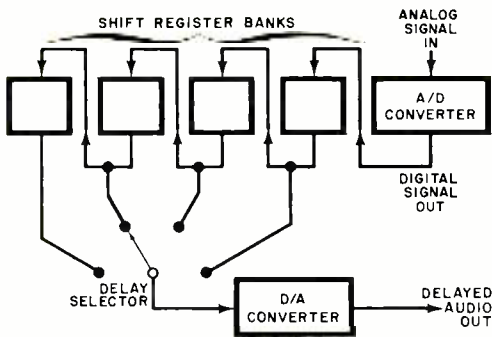 SHIFT REGISTER BANKS
ANALOG
SIGNAL
IN
A/D
CONVERTER
DIGITAL
SIGNAL
OUT
DELAY
SELECTOR
D/A
CONVERTER
DELAYED
AUDIO
OUT